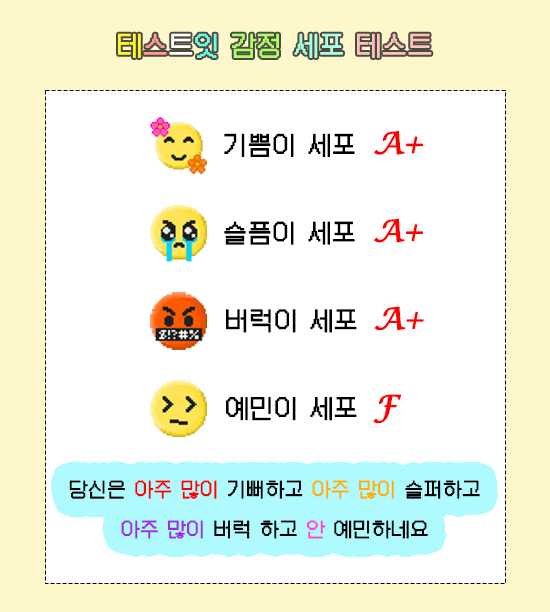 테스트잇 감정 세포 테스트
기쁨이 세포 A+
슬픔이 세포 A+
$!?#%
버럭이 세포 A+
예민이 세포 F
당신은 아주 많이 기뻐하고 아주 많이 슬퍼하고
아주 많이 버럭 하고 안 예민하네요